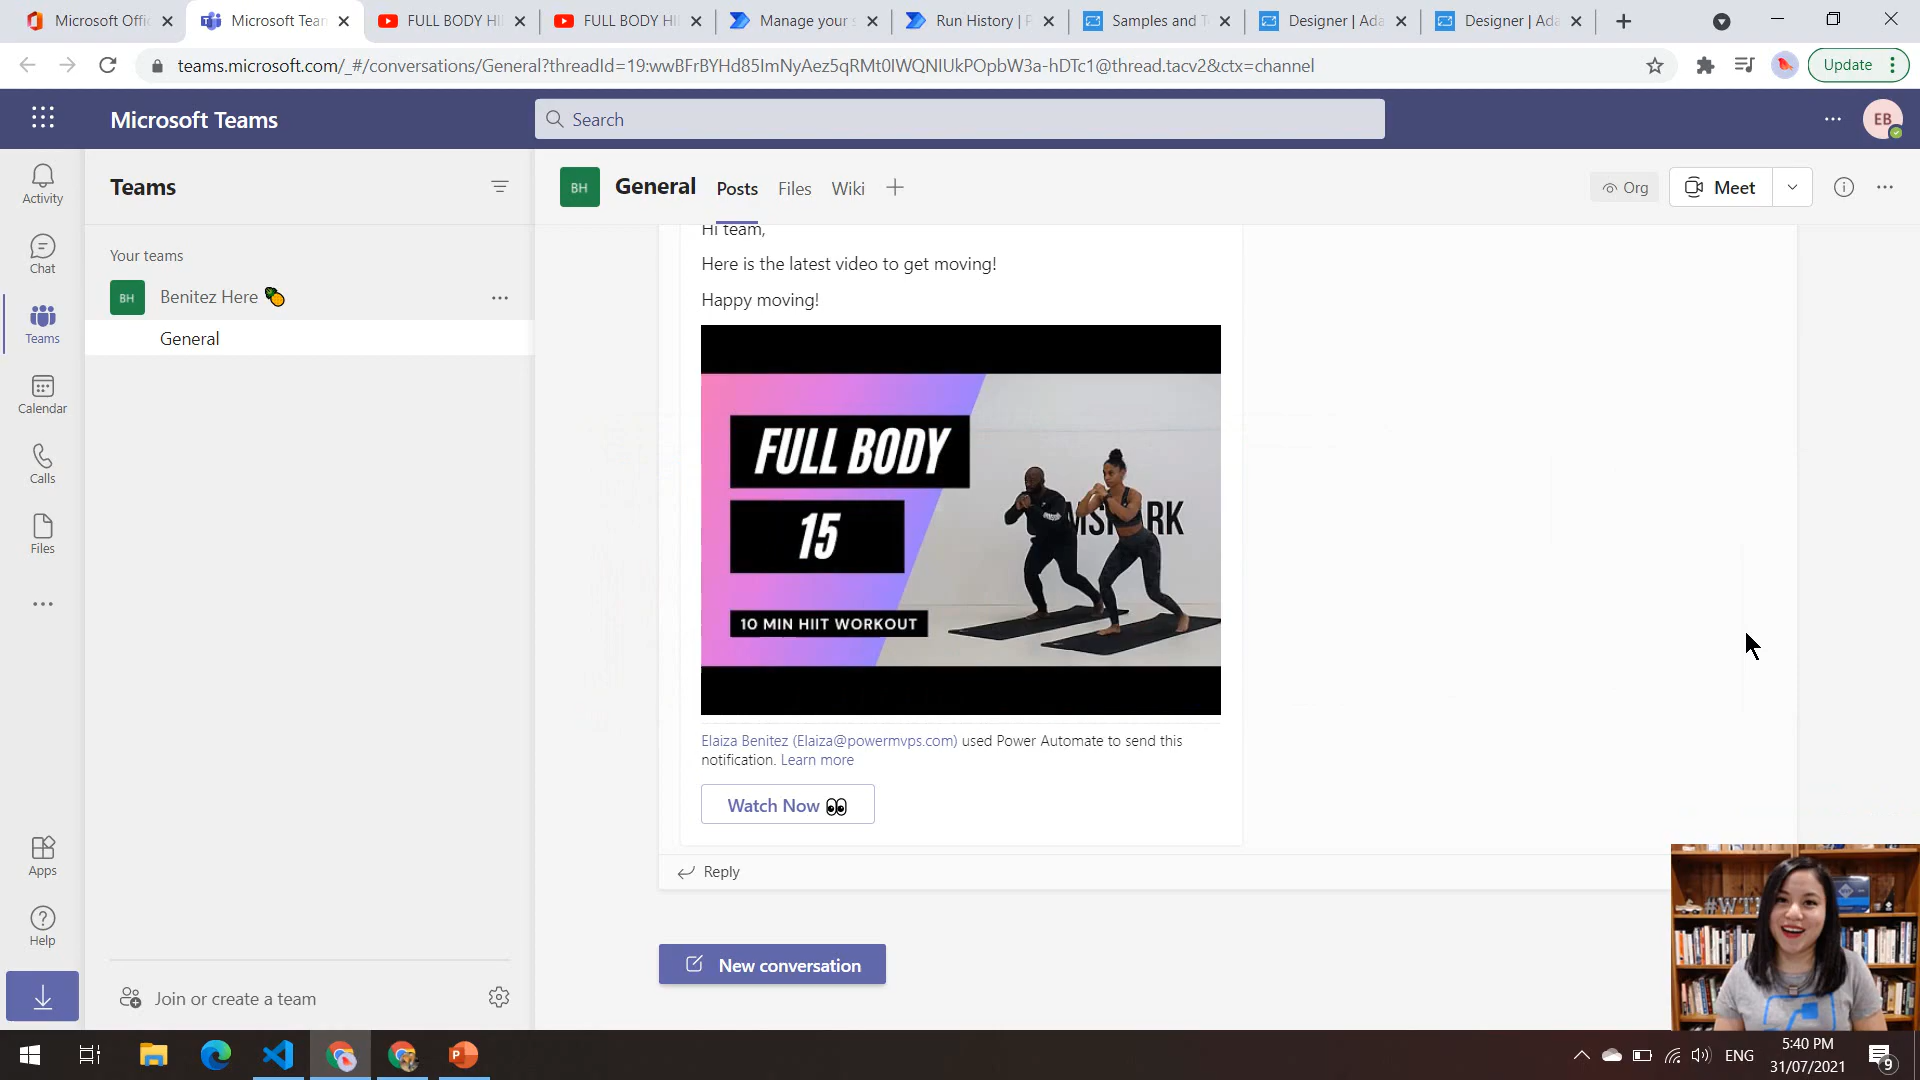 Microsoft Offi
Microsoft Team
FULL BODY HI
FULL BODY HI
Manage your s
Run History | P
Samples and T
Designer | Ada
Designer | Ada
teams.microsoft.com/_#/conversations/General?threadId=19:wwBFrBYHd85ImNyAez5qRMt0IWQNIUkPOpbW3a-hDTc1@thread.tacv2&ctx=channel
Update
Microsoft Teams
Search
EB
Activity
Chat
Teams
Calendar
Calls
Files
Apps
Help
Teams
Your teams
BH
Benitez Here 🍍
General
Join or create a team
BH
General
Posts
Files
Wiki
Org
Meet
Hi team,
Here is the latest video to get moving!
Happy moving!
FULL BODY
15
10 MIN HIIT WORKOUT
Elaiza Benitez (Elaiza@powermvps.com) used Power Automate to send this
notification. Learn more
Watch Now 👀
Reply
New conversation
ENG
5:40 PM
31/07/2021
9